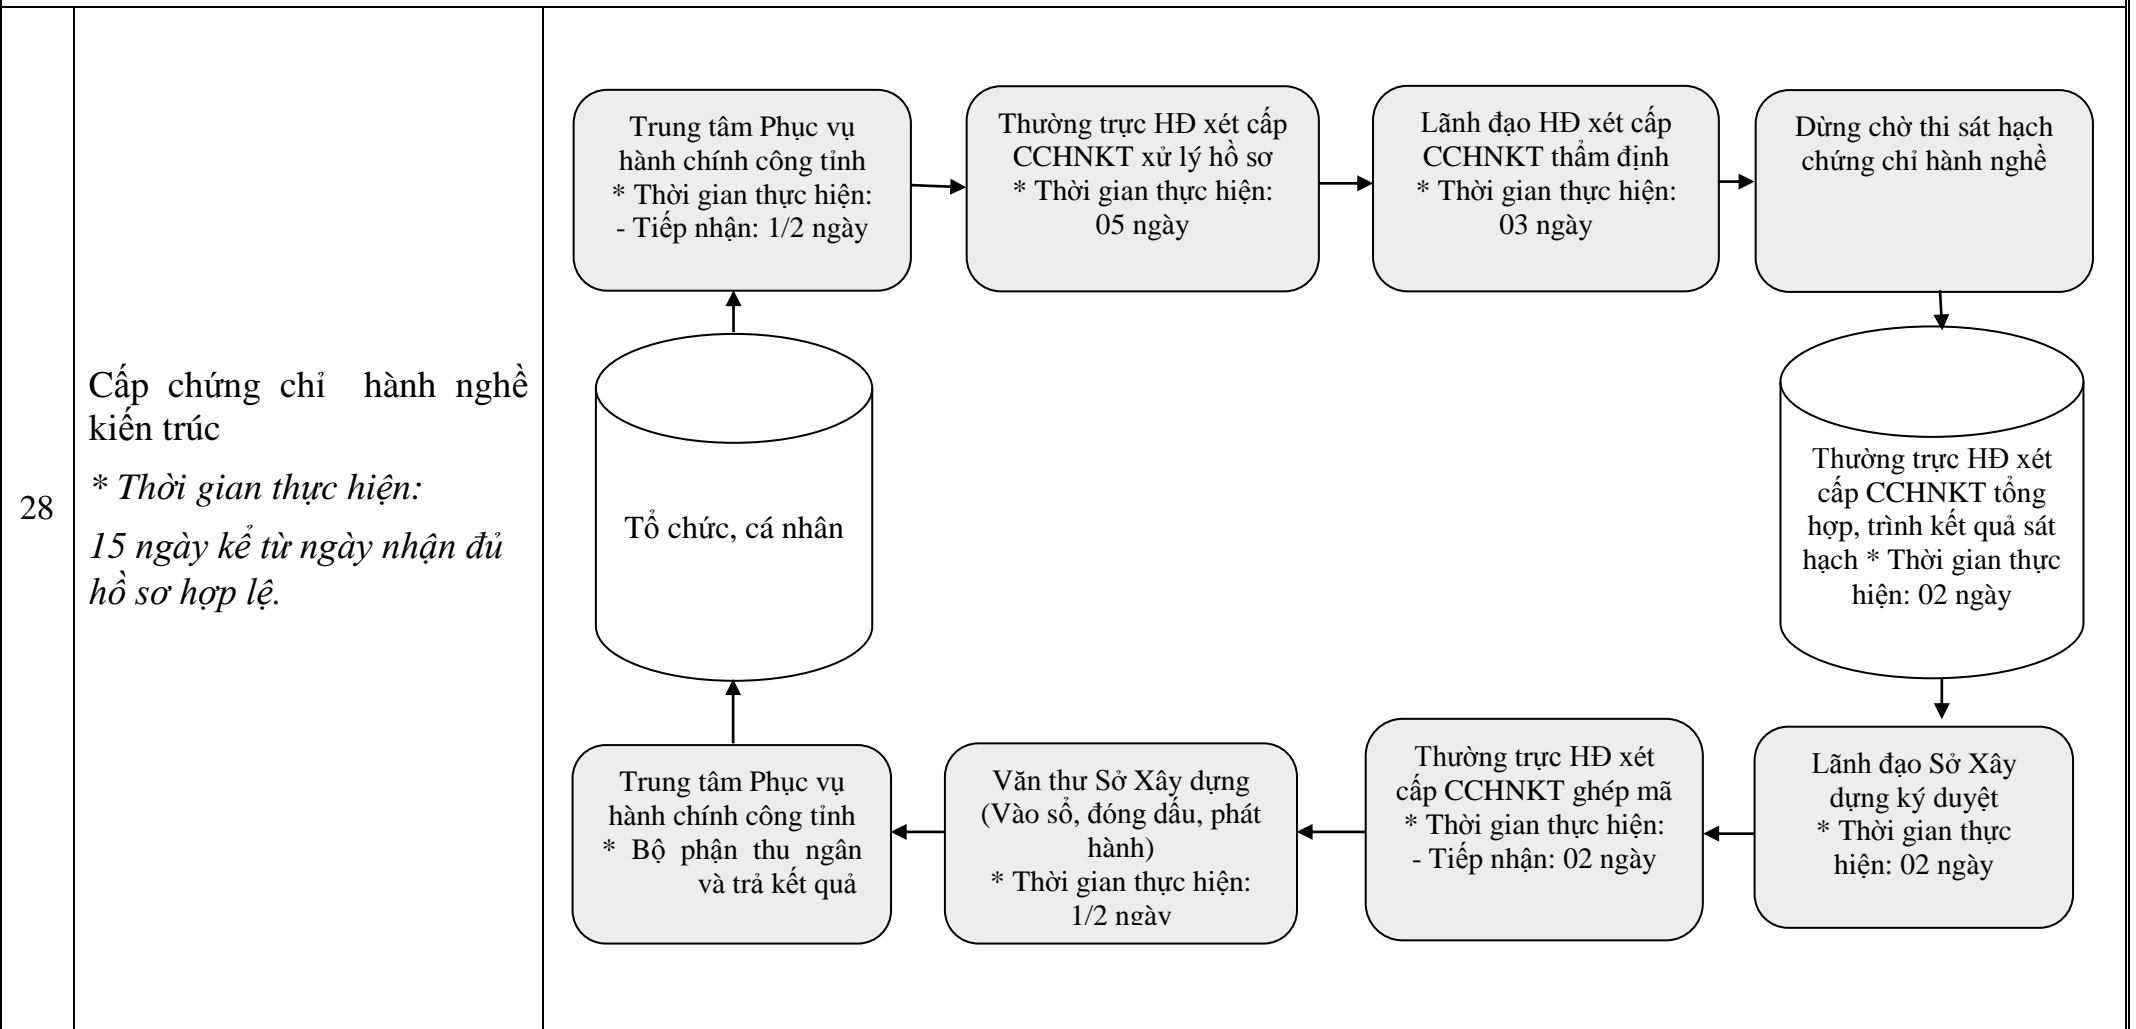 28
Cấp chứng chỉ hành nghề
kiến trúc
* Thời gian thực hiện:
15 ngày kể từ ngày nhận đủ
hồ sơ hợp lệ.
Trung tâm Phục vụ
hành chính công tỉnh
* Thời gian thực hiện:
- Tiếp nhận: 1/2 ngày
Thường trực HĐ xét cấp
CCHNKT xử lý hồ sơ
* Thời gian thực hiện:
05 ngày
Lãnh đạo HĐ xét cấp
CCHNKT thẩm định
* Thời gian thực hiện:
03 ngày
Dừng chờ thi sát hạch
chứng chỉ hành nghề
Tổ chức, cá nhân
Thường trực HĐ xét
cấp CCHNKT tổng
hợp, trình kết quả sát
hạch * Thời gian thực
hiện: 02 ngày
Lãnh đạo Sở Xây
dựng ký duyệt
* Thời gian thực
hiện: 02 ngày
Thường trực HĐ xét
cấp CCHNKT ghép mã
* Thời gian thực hiện:
- Tiếp nhận: 02 ngày
Văn thư Sở Xây dựng
(Vào sổ, đóng dấu, phát
hành)
* Thời gian thực hiện:
1/2 ngày
Trung tâm Phục vụ
hành chính công tỉnh
* Bộ phận thu ngân
và trả kết quả